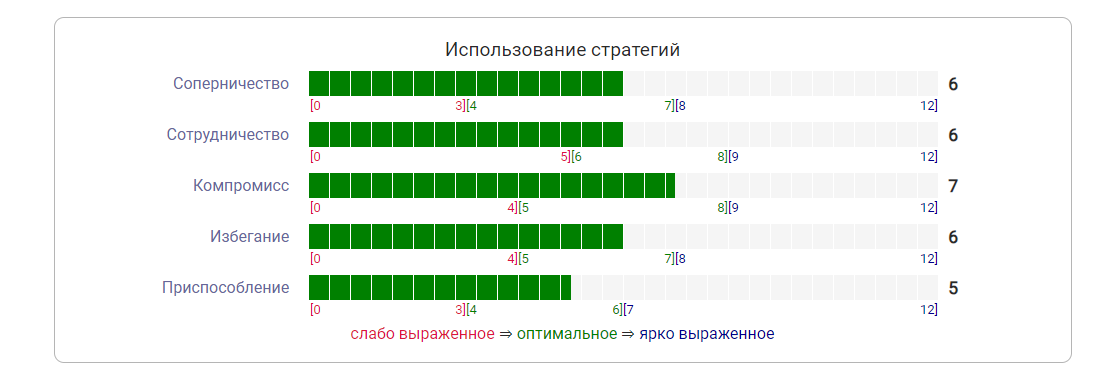 Использование стратегий
Соперничество 6
[0 3][4 7][8 12]
Сотрудничество 6
[0 5][6 8][9 12]
Компромисс 7
[0 4][5 8][9 12]
Избегание 6
[0 4][5 7][8 12]
Приспособление 5
[0 3][4 6][7 12]
слабо выраженное ⇒ оптимальное ⇒ ярко выраженное